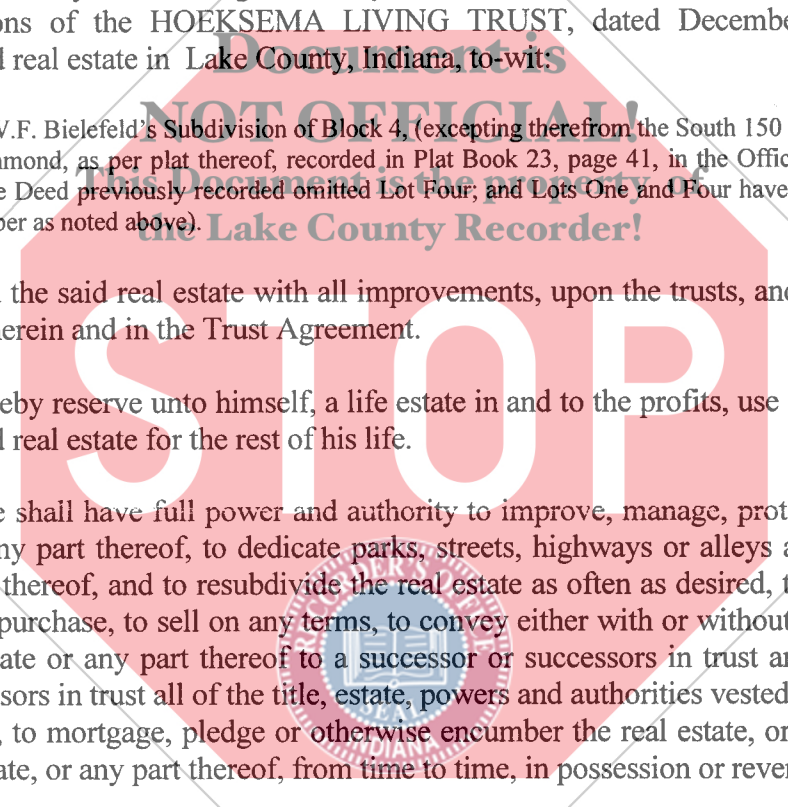 ons of the HOEKSEMA LIVING TRUST, dated Decembe
d real estate in Lake County, Indiana, to-wit:
Document is
NOT OFFICIAL!
This Document is the property of
the Lake County Recorder!
V.F. Bielefeld's Subdivision of Block 4, (excepting therefrom the South 150
mmond, as per plat thereof, recorded in Plat Book 23, page 41, in the Offic
e Deed previously recorded omitted Lot Four; and Lots One and Four have
ber as noted above).
the said real estate with all improvements, upon the trusts, and
herein and in the Trust Agreement.
STOP
eby reserve unto himself, a life estate in and to the profits, use
d real estate for the rest of his life.
e shall have full power and authority to improve, manage, prot
ny part thereof, to dedicate parks, streets, highways or alleys a
thereof, and to resubdivide the real estate as often as desired, t
purchase, to sell on any terms, to convey either with or without
ate or any part thereof to a successor or successors in trust an
sors in trust all of the title, estate, powers and authorities vested
, to mortgage, pledge or otherwise encumber the real estate, or
ate, or any part thereof, from time to time, in possession or rever
RECORDER'S OFFICE
SEAL
INDIANA